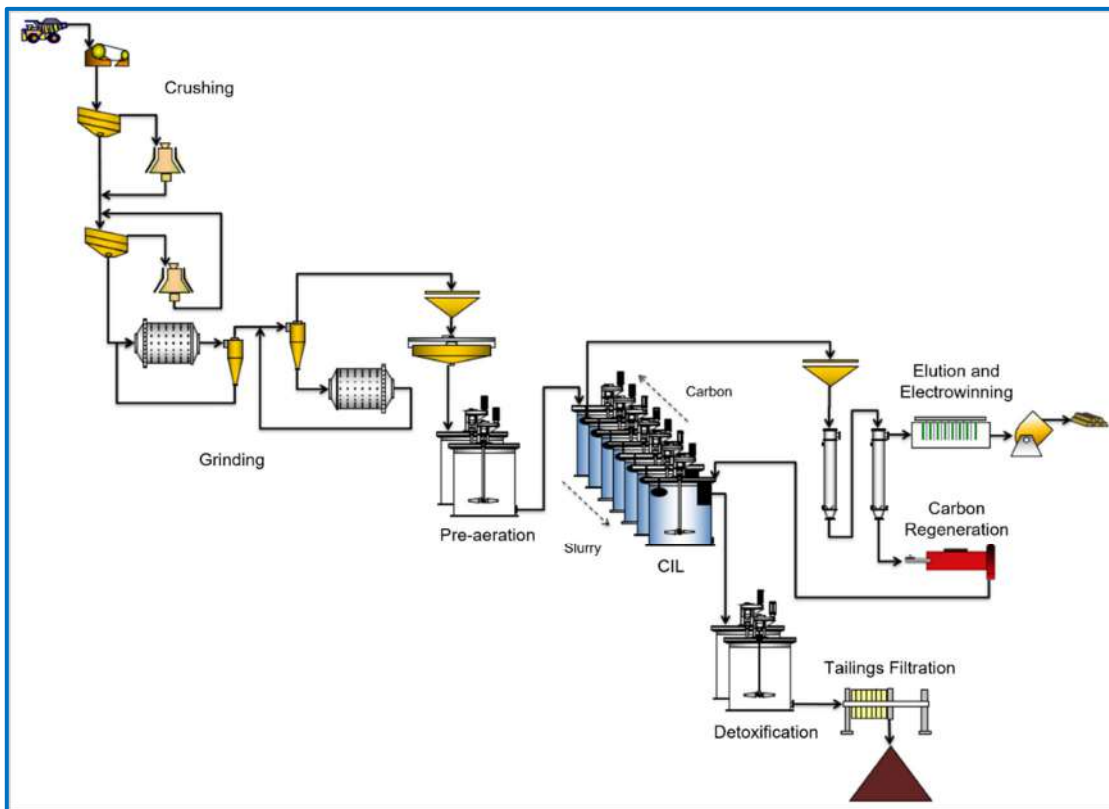 Crushing
Grinding
Pre-aeration
Carbon
Slurry
CIL
Elution and
Electrowinning
Carbon
Regeneration
Detoxification
Tailings Filtration